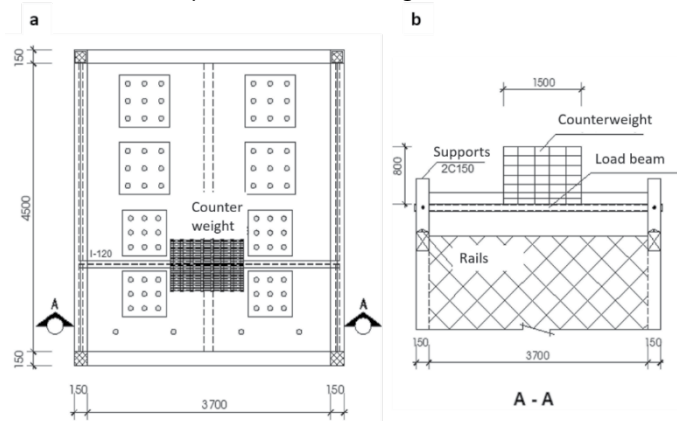 a
b
150
4500
150
150
3700
150
Counter
weight
I-120
A
A
1500
Counterweight
Supports
2C150
Load beam
800
Rails
150
3700
150
A - A